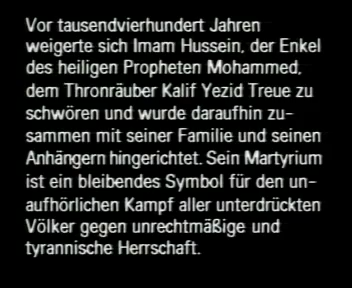 Vor tausendvierhundert Jahren
weigerte sich Imam Hussein, der Enkel
des heiligen Propheten Mohammed,
dem Thronräuber Kalif Yezid Treue zu
schwören und wurde daraufhin zu-
sammen mit seiner Familie und seinen
Anhängern hingerichtet. Sein Martyrium
ist ein bleibendes Symbol für den un-
aufhörlichen Kampf aller unterdrückten
Völker gegen unrechtmäßige und
tyrannische Herrschaft.